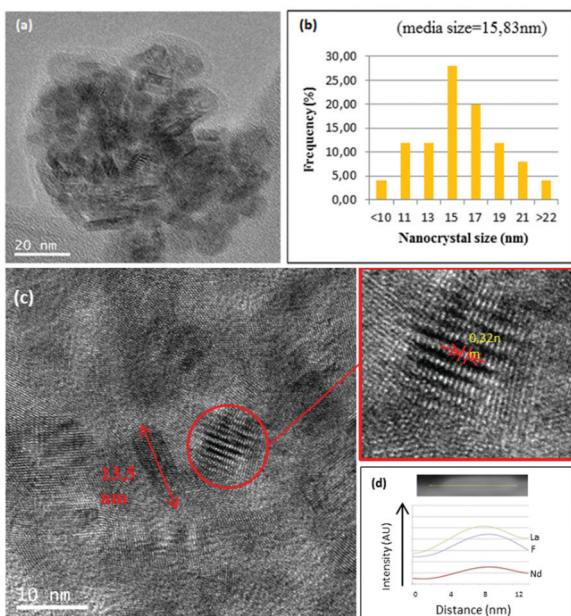 (a)
20 nm
(b)
(media size=15,83nm)
Frequency (%)
30,00
25,00
20,00
15,00
10,00
5,00
0,00
<10 11 13 15 17 19 21 >22
Nanocrystal size (nm)
(c)
13,5
nm
10 nm
0,32n
m
(d)
Intensity (AU)
La
F
Nd
0 4 8 12
Distance (nm)